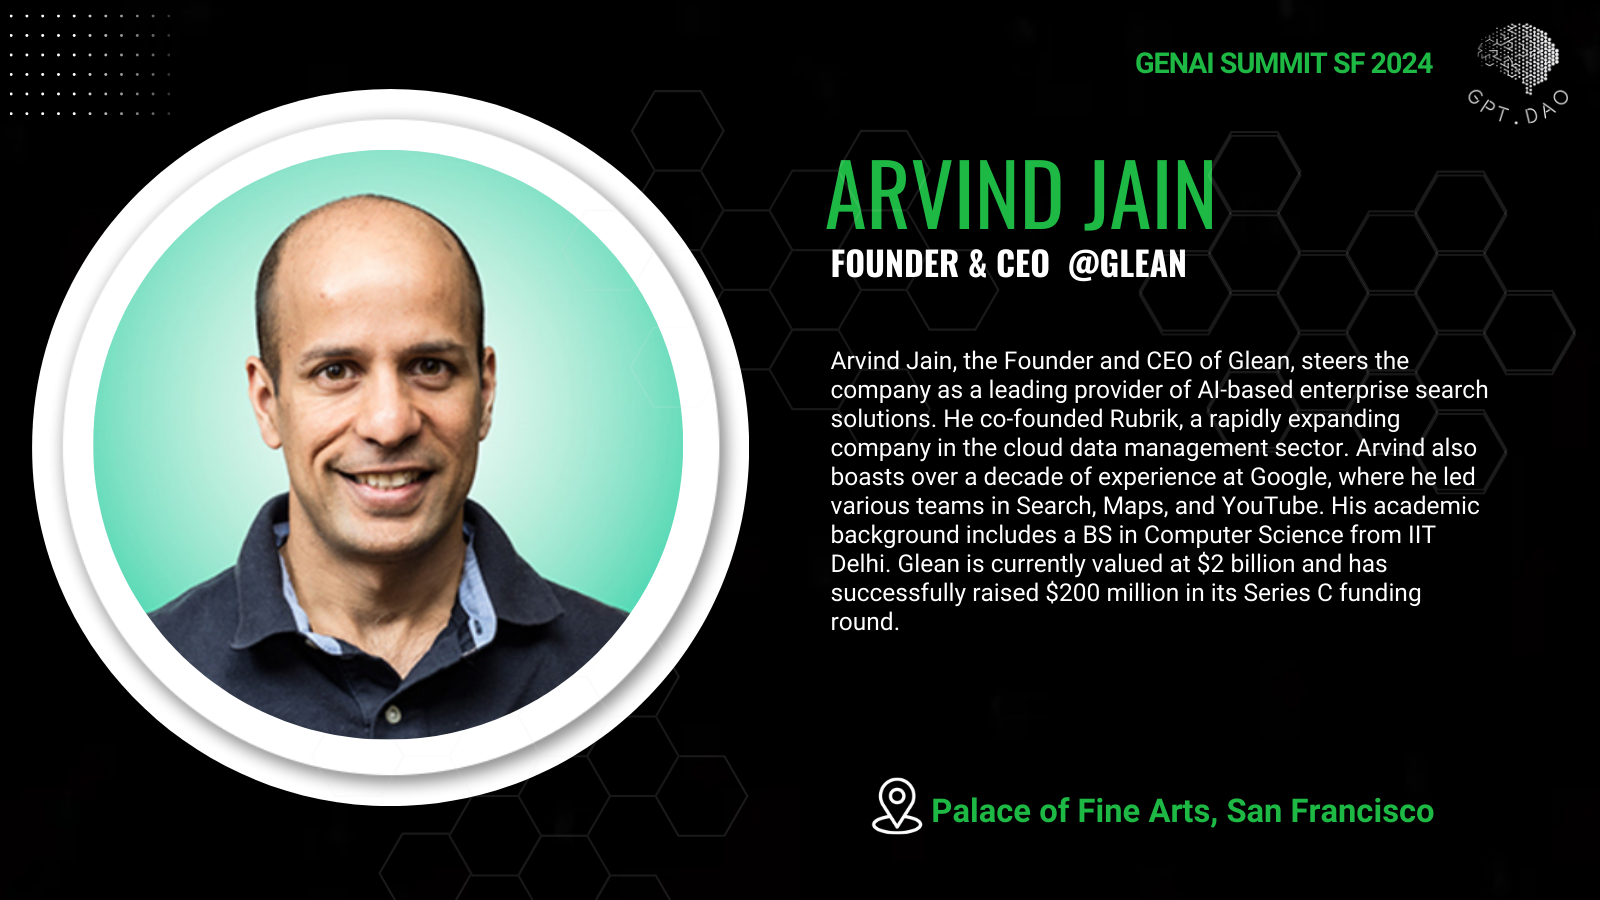 GENAI SUMMIT SF 2024
GPT.DAO
ARVIND JAIN
FOUNDER & CEO @GLEAN
Arvind Jain, the Founder and CEO of Glean, steers the
company as a leading provider of AI-based enterprise search
solutions. He co-founded Rubrik, a rapidly expanding
company in the cloud data management sector. Arvind also
boasts over a decade of experience at Google, where he led
various teams in Search, Maps, and YouTube. His academic
background includes a BS in Computer Science from IIT
Delhi. Glean is currently valued at $2 billion and has
successfully raised $200 million in its Series C funding
round.
Palace of Fine Arts, San Francisco